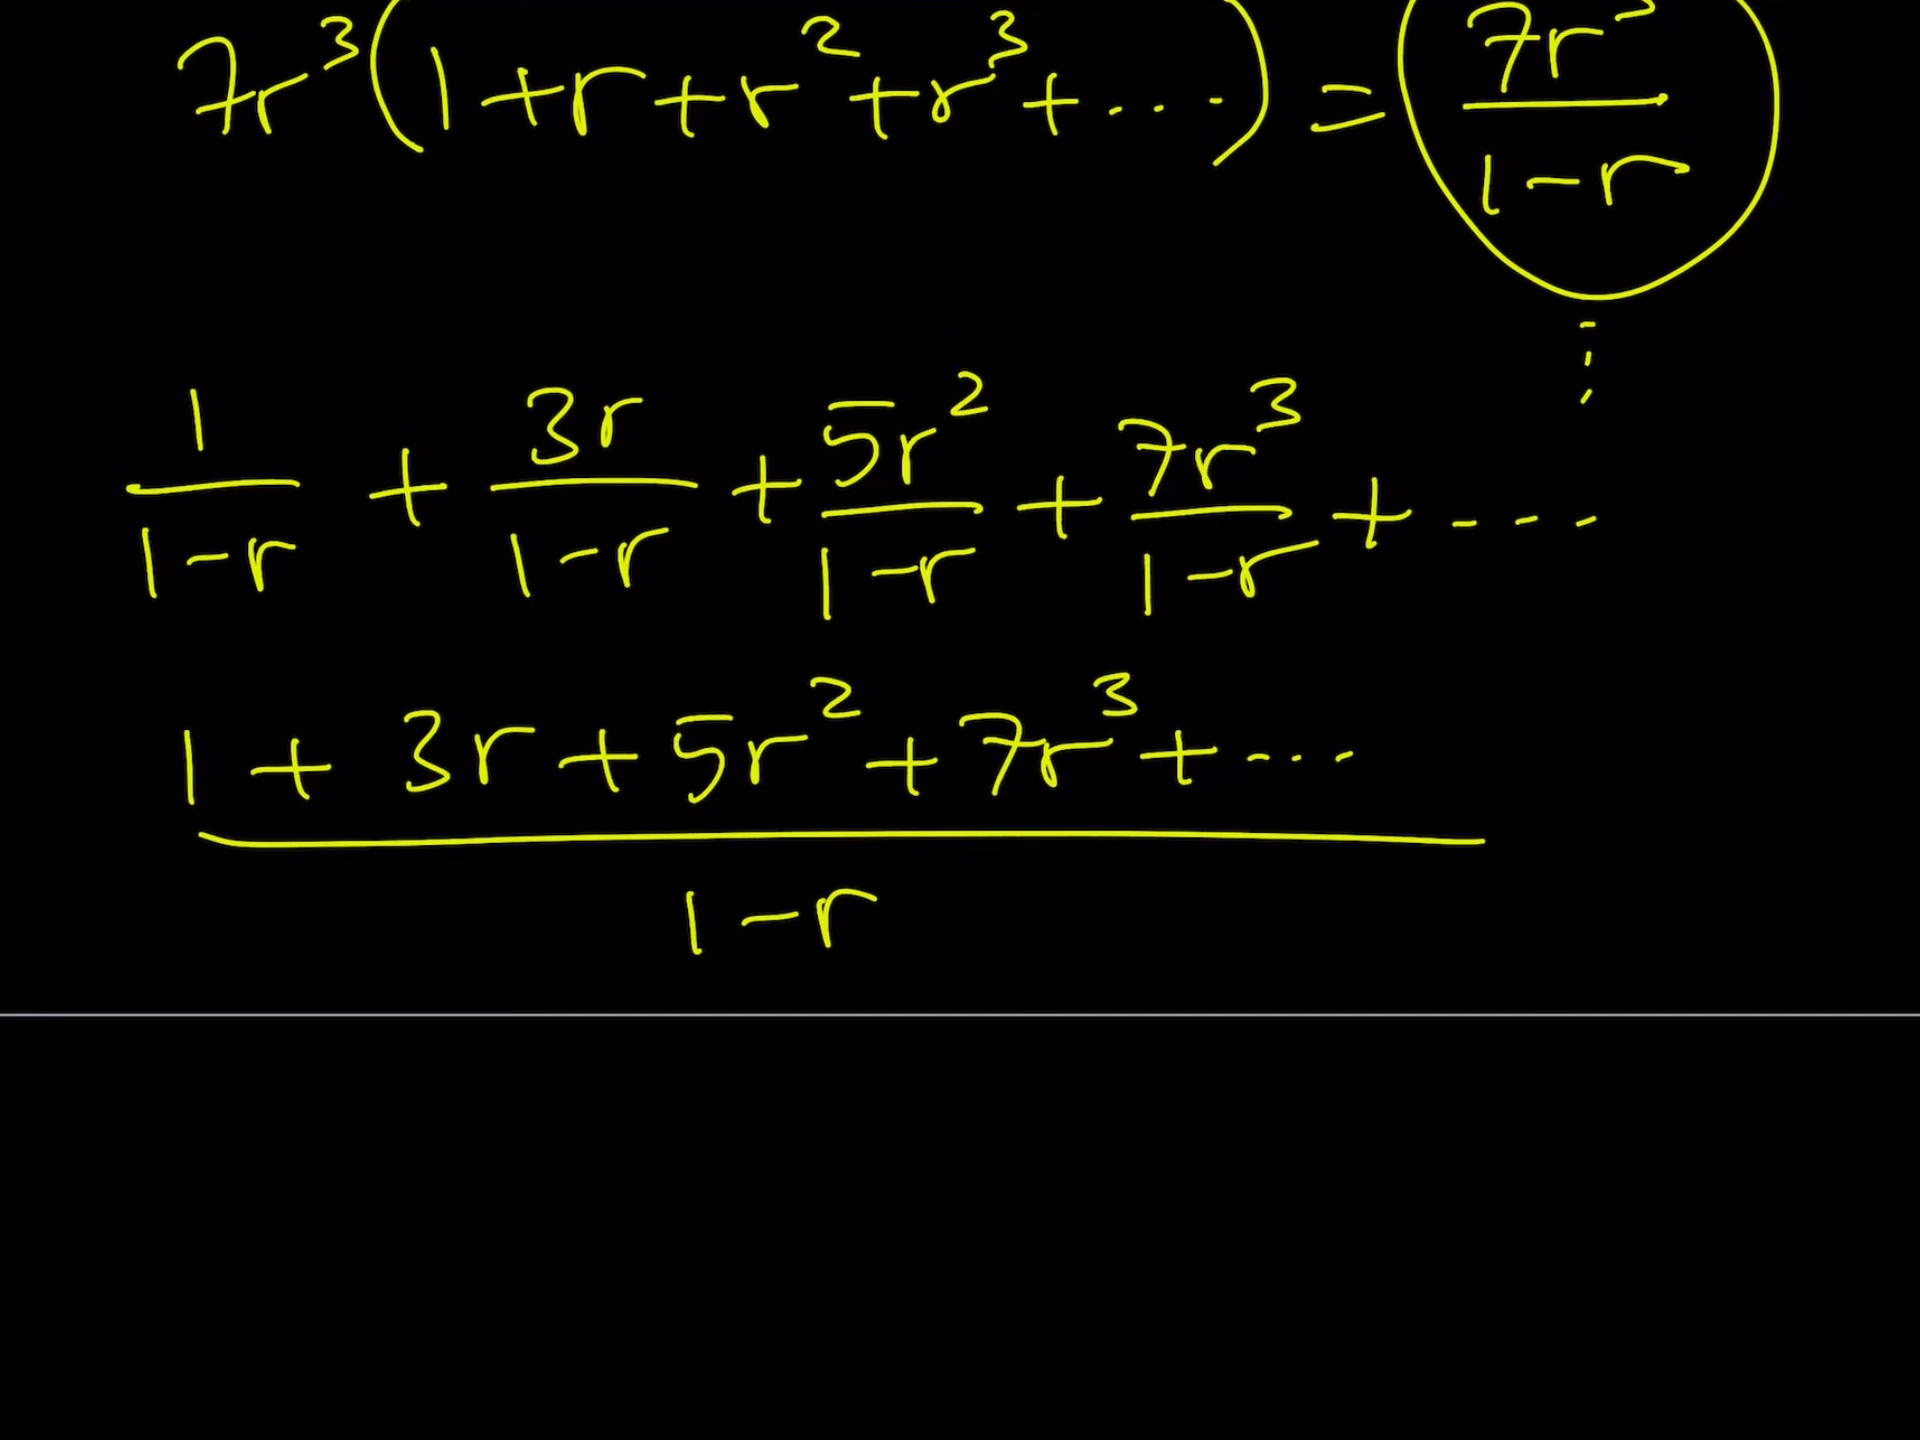 7r³(1+r+r²+r³+...) = 7r³/(1-r)
1/(1-r) + 3r/(1-r) + 5r²/(1-r) + 7r³/(1-r) + ...
1 + 3r + 5r² + 7r³ + ...
1-r